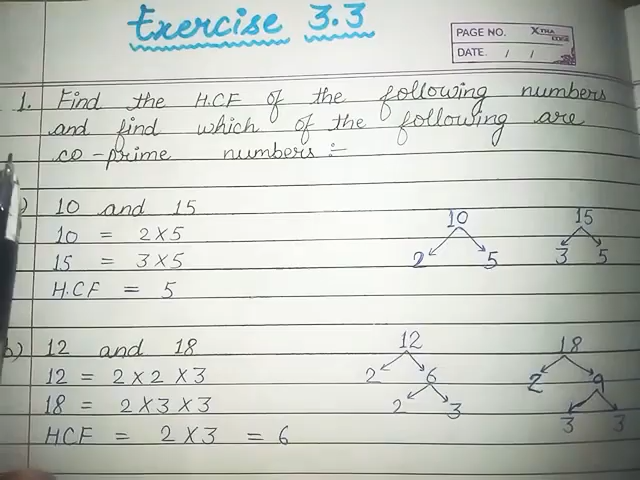 Exercise 3.3
PAGE NO.
DATE. / /
1. Find the H.CF of the following numbers
and find which of the following are
co-prime numbers :-
) 10 and 15
10 = 2×5
15 = 3×5
H.CF = 5
10
2 5
15
3 5
b) 12 and 18
12 = 2×2×3
18 = 2×3×3
HCF = 2×3 = 6
12
2 6
2 3
18
2 9
3 3